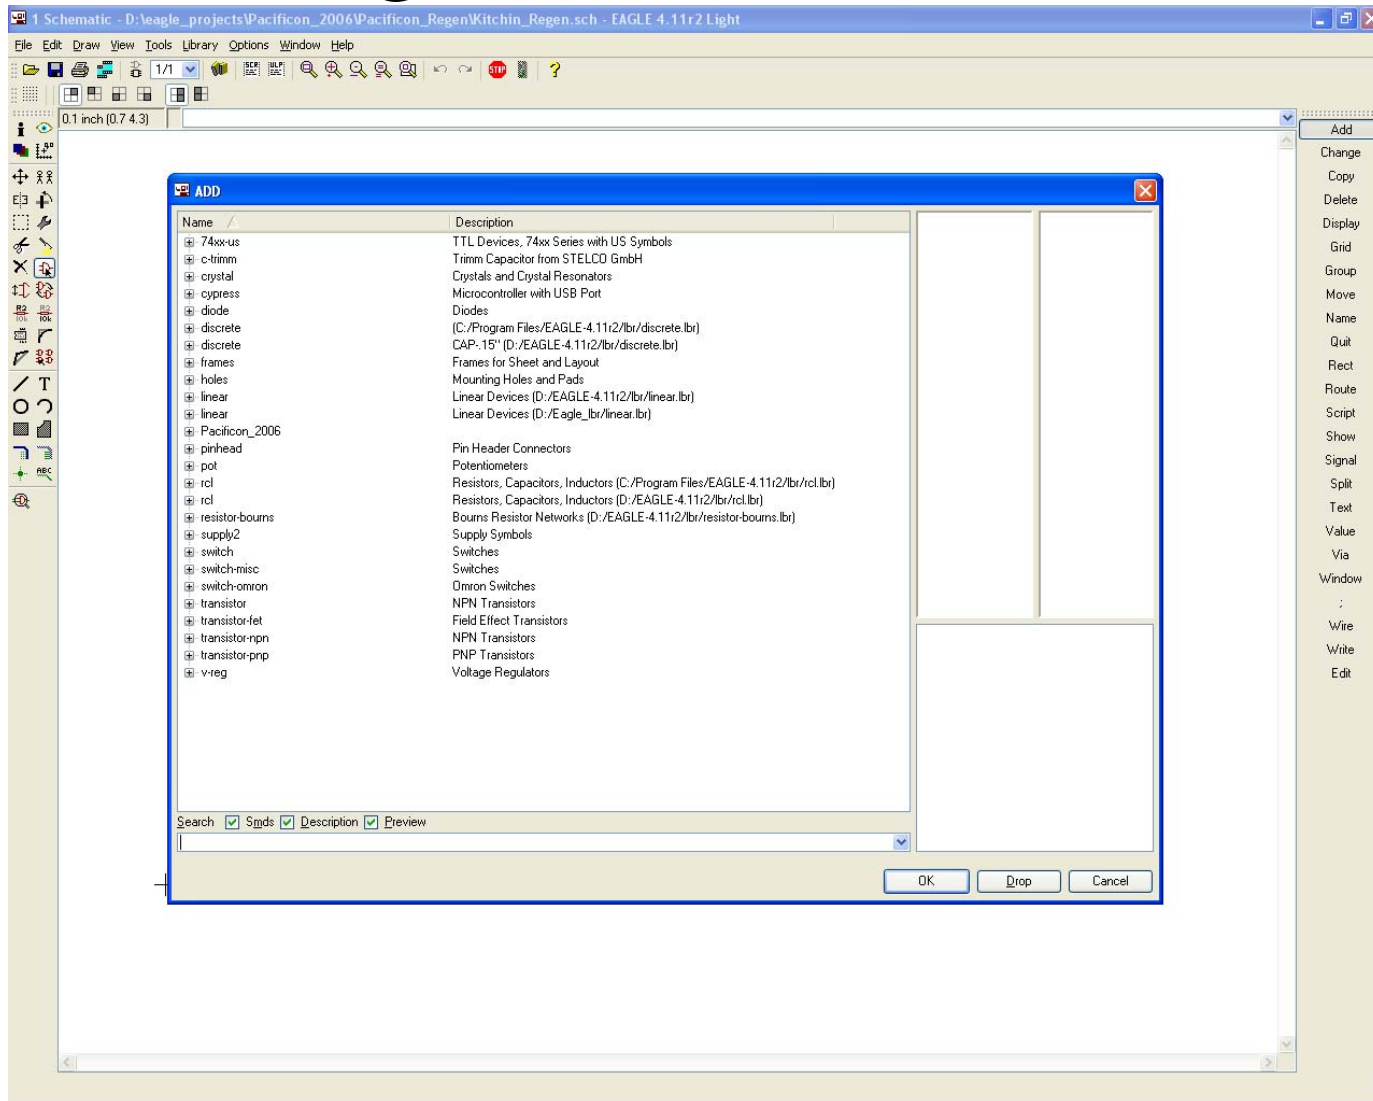 1 Schematic - D:\eagle_projects\Pacificon_2006\Pacificon_Regen\Kitchin_Regen.sch - EAGLE 4.11r2 Light
File Edit Draw View Tools Library Options Window Help
1/1 SCR ULP STOP ?
0.1 inch (0.7 4.3)
ADD
Name Description
74xx-us TTL Devices, 74xx Series with US Symbols
c-trimm Trimm Capacitor from STELCO GmbH
crystal Crystals and Crystal Resonators
cypress Microcontroller with USB Port
diode Diodes
discrete (C:/Program Files/EAGLE-4.11r2/lbr/discrete.lbr)
discrete CAP-.15" (D:/EAGLE-4.11r2/lbr/discrete.lbr)
frames Frames for Sheet and Layout
holes Mounting Holes and Pads
linear Linear Devices (D:/EAGLE-4.11r2/lbr/linear.lbr)
linear Linear Devices (D:/Eagle_lbr/linear.lbr)
Pacificon_2006
pinhead Pin Header Connectors
pot Potentiometers
rcl Resistors, Capacitors, Inductors (C:/Program Files/EAGLE-4.11r2/lbr/rcl.lbr)
rcl Resistors, Capacitors, Inductors (D:/EAGLE-4.11r2/lbr/rcl.lbr)
resistor-bourns Bourns Resistor Networks (D:/EAGLE-4.11r2/lbr/resistor-bourns.lbr)
supply2 Supply Symbols
switch Switches
switch-misc Switches
switch-omron Omron Switches
transistor NPN Transistors
transistor-fet Field Effect Transistors
transistor-npn NPN Transistors
transistor-pnp PNP Transistors
v-reg Voltage Regulators
Search Smds Description Preview
OK Drop Cancel
Add
Change
Copy
Delete
Display
Grid
Group
Move
Name
Quit
Rect
Route
Script
Show
Signal
Split
Text
Value
Via
Window
;
Wire
Write
Edit